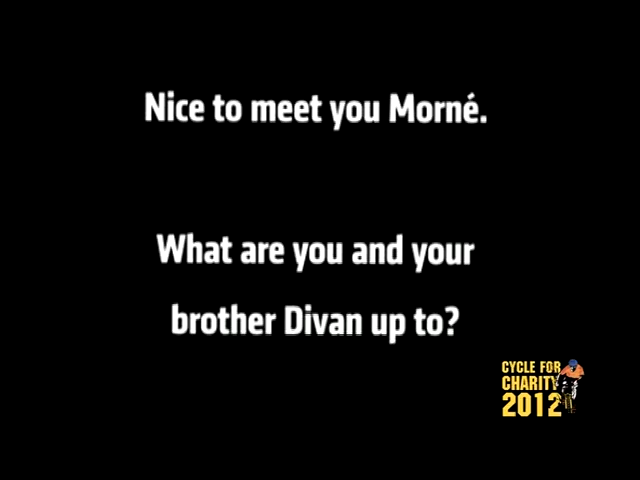 Nice to meet you Morné.
What are you and your
brother Divan up to?
CYCLE FOR
CHARITY
2012